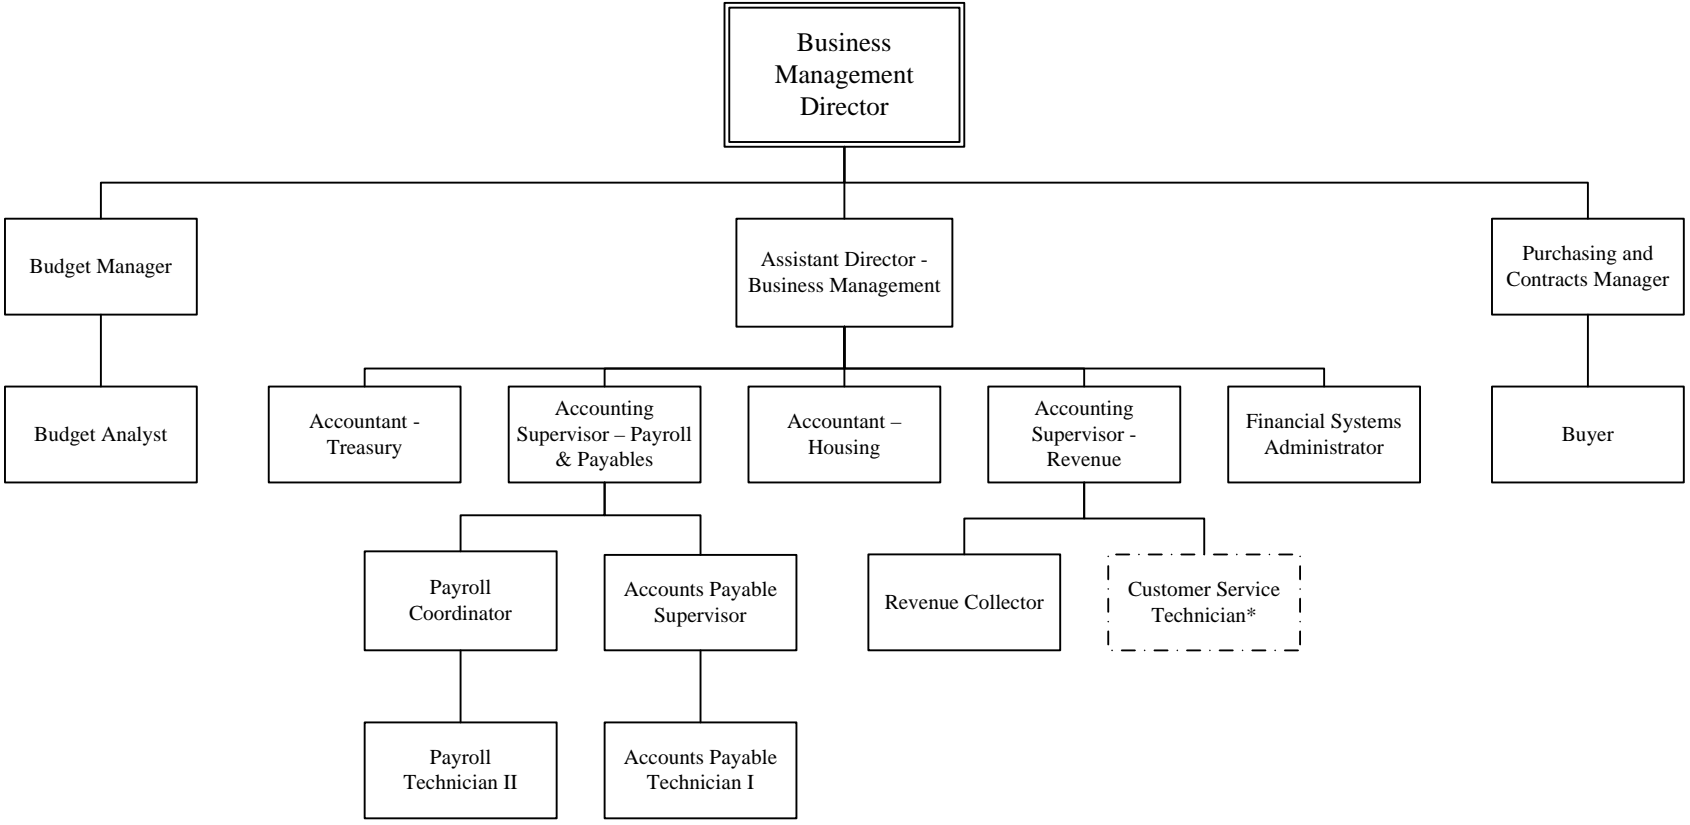 Business
Management
Director
Budget Manager
Assistant Director -
Business Management
Purchasing and
Contracts Manager
Budget Analyst
Accountant -
Treasury
Accounting
Supervisor – Payroll
& Payables
Accountant –
Housing
Accounting
Supervisor -
Revenue
Financial Systems
Administrator
Buyer
Payroll
Coordinator
Accounts Payable
Supervisor
Revenue Collector
Customer Service
Technician*
Payroll
Technician II
Accounts Payable
Technician I